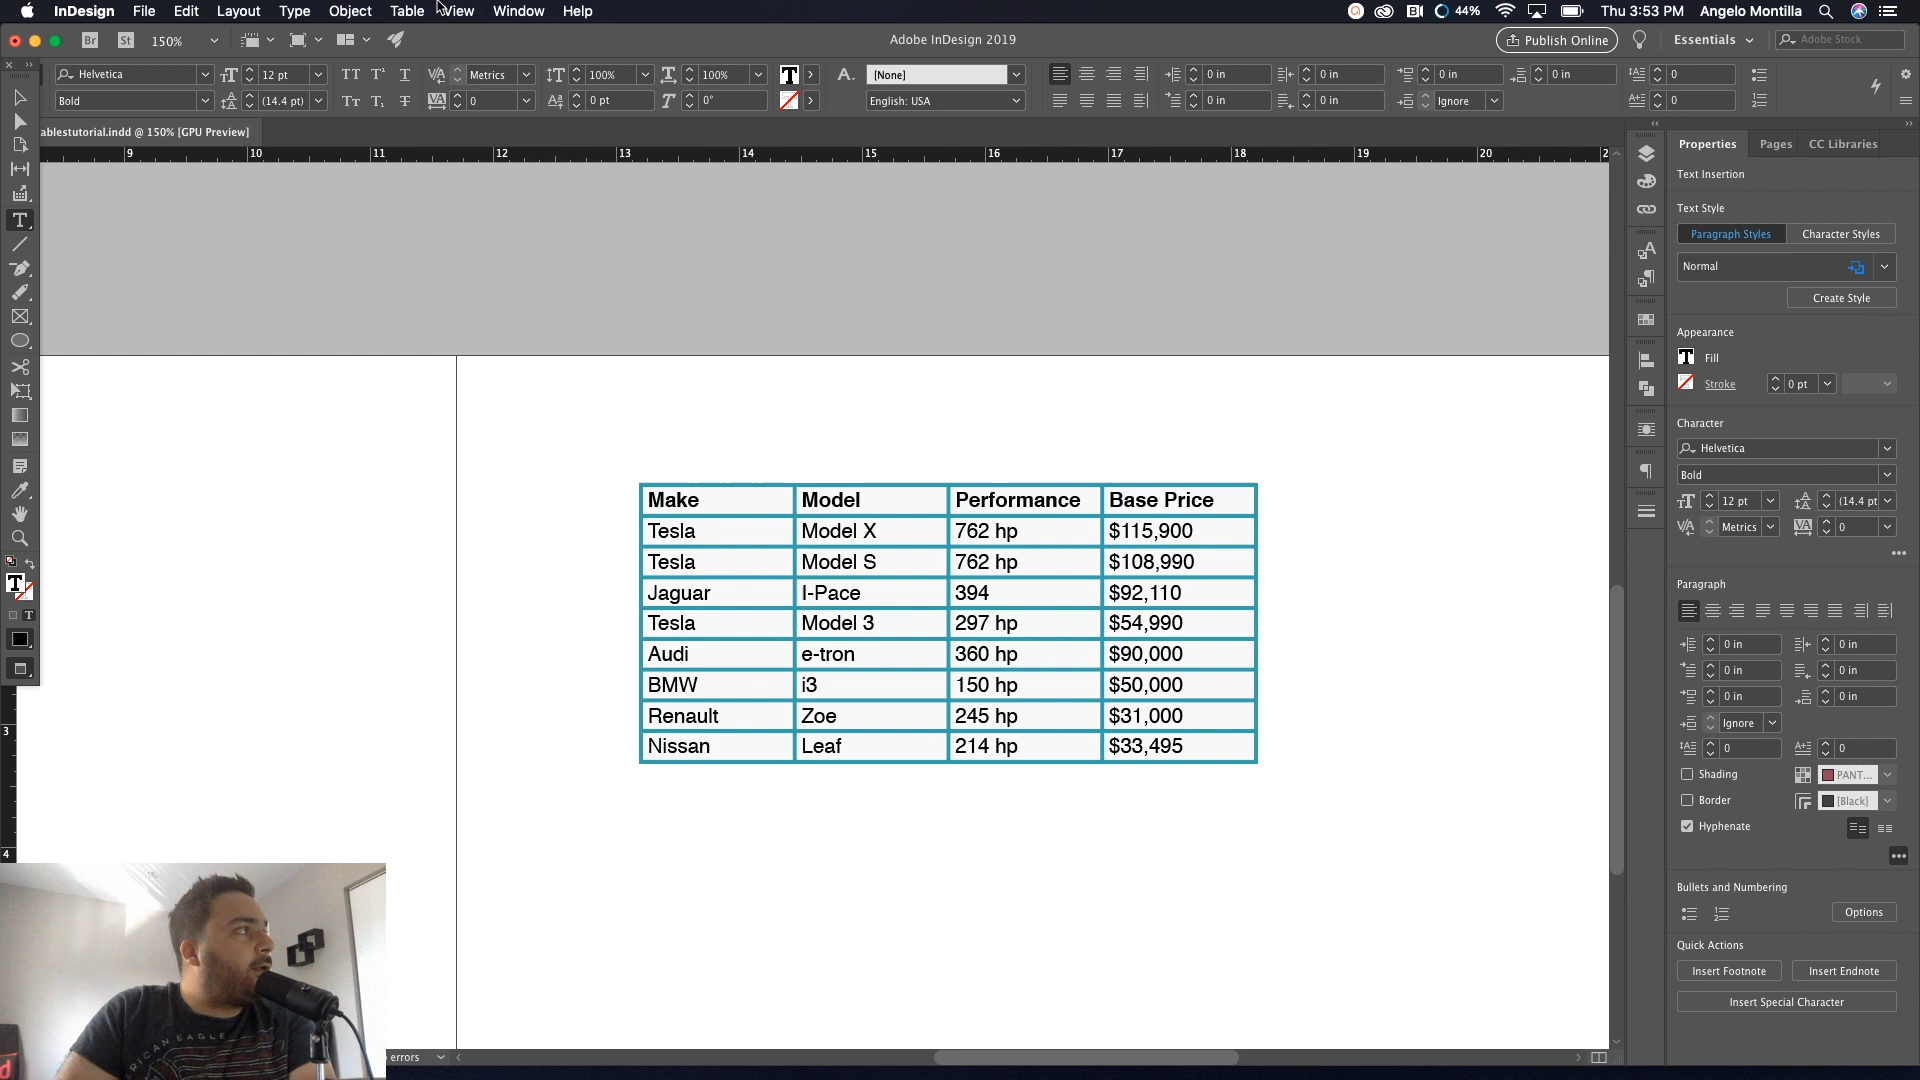 InDesign File Edit Layout Type Object Table View Window Help 44% Thu 3:53 PM Angelo Montilla
Br St 150% Adobe InDesign 2019 Publish Online Essentials Adobe Stock
Helvetica 12 pt Metrics 100% 100% [None] 0 in 0 in 0 in 0 in 0
Bold (14.4 pt) 0 0 pt 0° English: USA 0 in 0 in Ignore 0
ablestutorial.indd @ 150% [GPU Preview]
9 10 11 12 13 14 15 16 17 18 19 20 2
Properties Pages CC Libraries
Text Insertion
Text Style
Paragraph Styles Character Styles
Normal
Create Style
Appearance
Fill
Stroke 0 pt
Character
Helvetica
Bold
12 pt (14.4 pt
Metrics 0
Paragraph
0 in 0 in
0 in 0 in
0 in 0 in
Ignore
0 0
Shading PANT...
Border [Black]
Hyphenate
Bullets and Numbering
Options
Quick Actions
Insert Footnote Insert Endnote
Insert Special Character
Make Model Performance Base Price
Tesla Model X 762 hp $115,900
Tesla Model S 762 hp $108,990
Jaguar I-Pace 394 $92,110
Tesla Model 3 297 hp $54,990
Audi e-tron 360 hp $90,000
BMW i3 150 hp $50,000
Renault Zoe 245 hp $31,000
Nissan Leaf 214 hp $33,495
3
4
errors